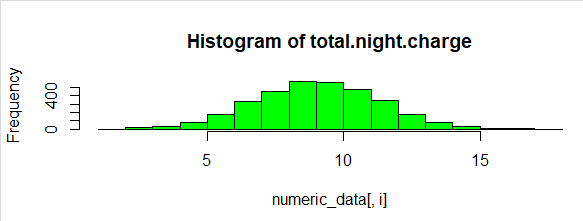 Histogram of total.night.charge
Frequency
400
0
5 10 15
numeric_data[, i]